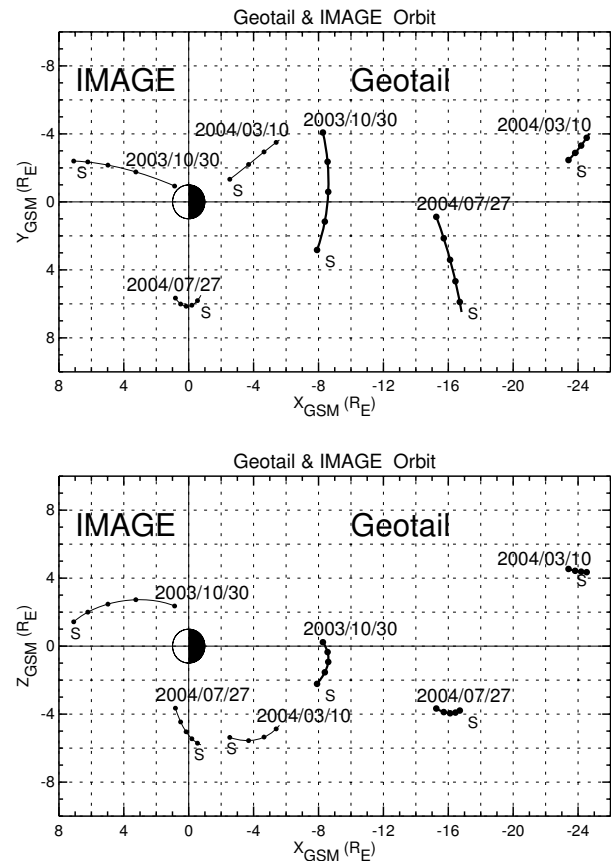 Geotail & IMAGE Orbit
-8
-4
0
4
8
Y_GSM (R_E)
IMAGE
Geotail
2003/10/30
S
2004/03/10
S
2003/10/30
S
2004/03/10
S
2004/07/27
S
2004/07/27
S
8 4 0 -4 -8 -12 -16 -20 -24
X_GSM (R_E)
Geotail & IMAGE Orbit
8
4
0
-4
-8
Z_GSM (R_E)
IMAGE
Geotail
2004/03/10
S
2003/10/30
S
2003/10/30
S
2004/07/27
S
2004/03/10
S
2004/07/27
S
8 4 0 -4 -8 -12 -16 -20 -24
X_GSM (R_E)